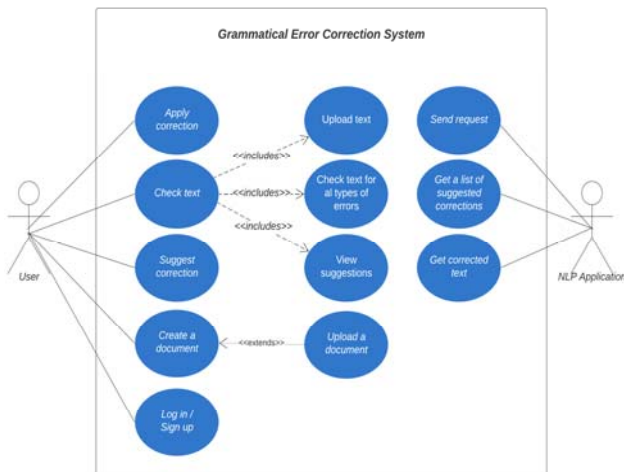 Grammatical Error Correction System
Apply
correction
Upload text
Send request
<<includes>>
Check text
<<includes>>
Check text for
al types of
errors
Get a list of
suggested
corrections
<<includes>>
Suggest
correction
View
suggestions
Get corrected
text
User
NLP Application
Create a
document
<<extends>>
Upload a
document
Log in /
Sign up